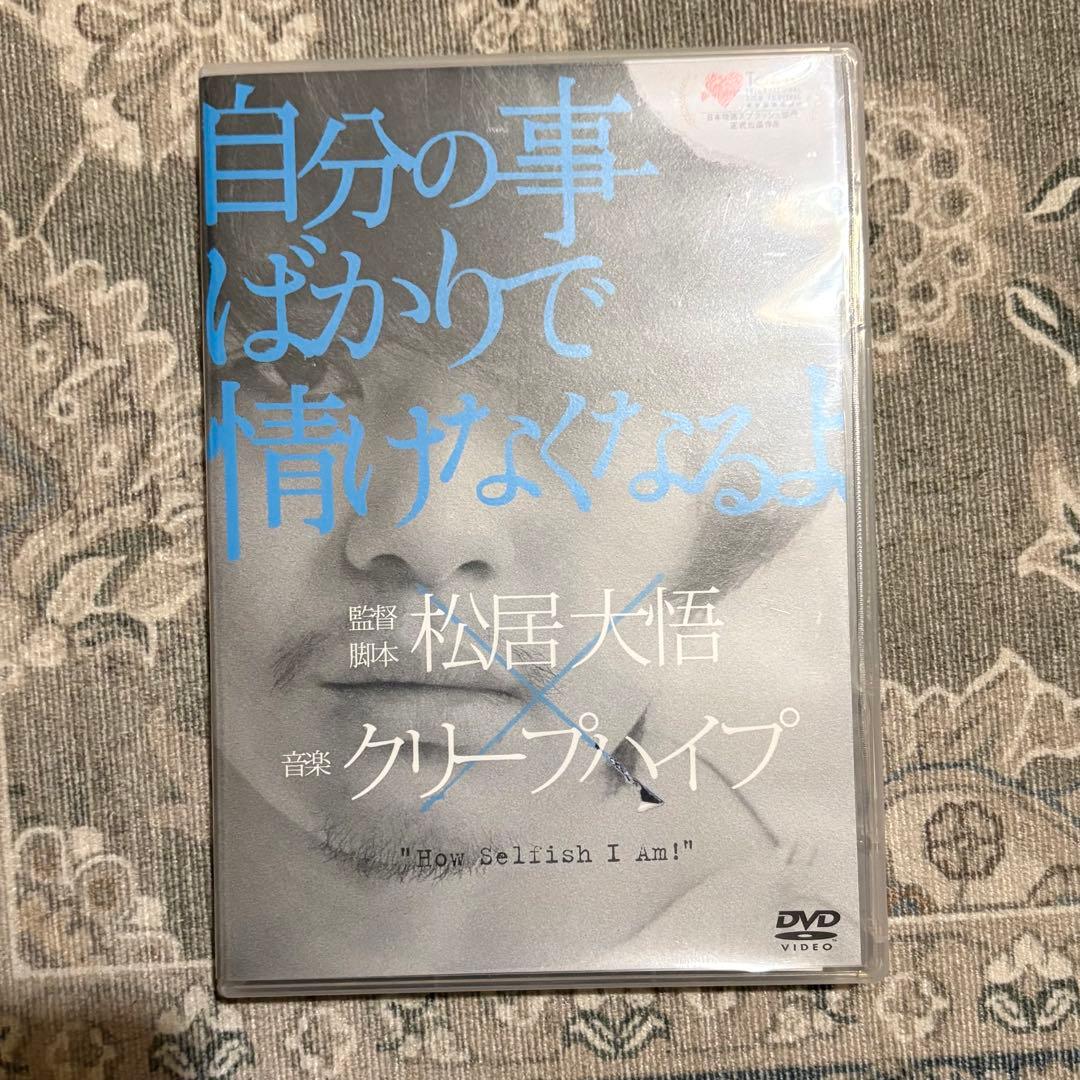 自分の事
ばかりで
情けなくなるよ
監督
脚本
松居大悟
×
音楽
クリープハイプ
"How Selfish I Am!"
DVD
VIDEO